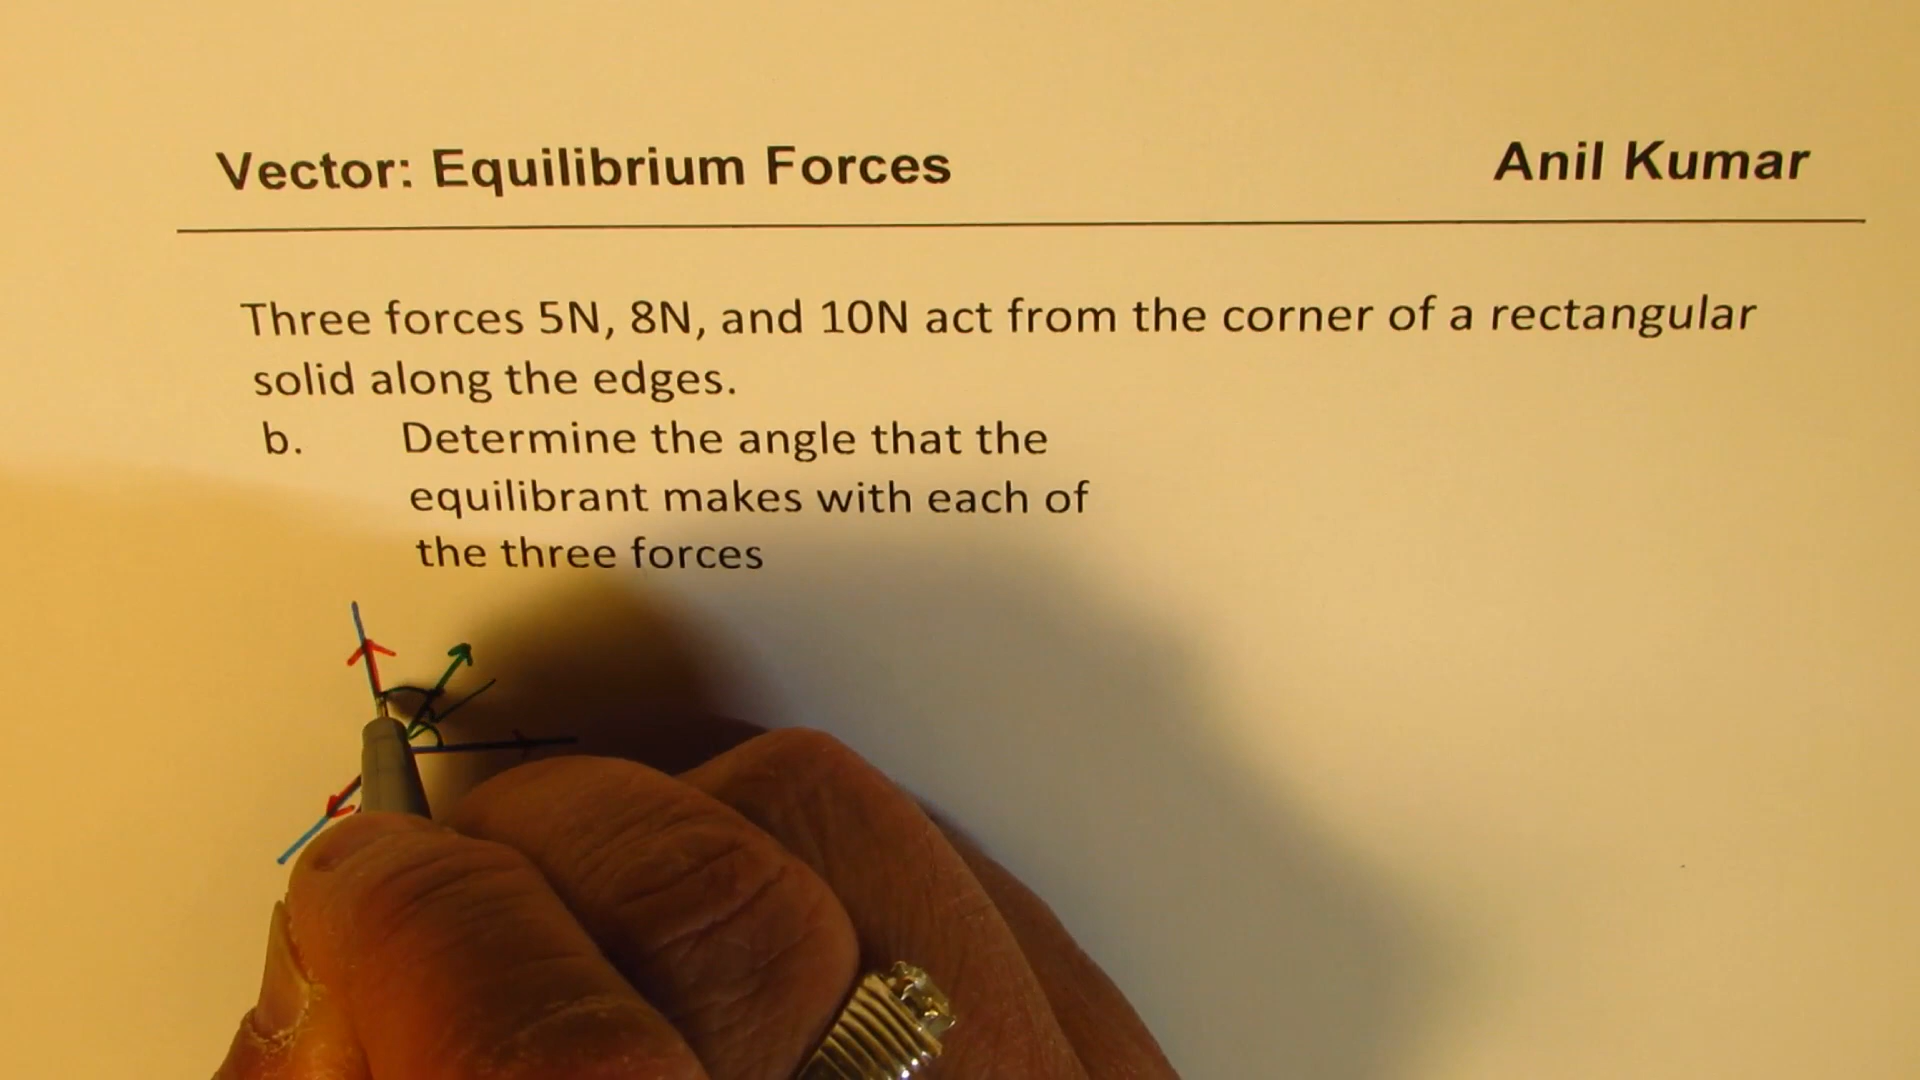 Vector: Equilibrium Forces
Anil Kumar
Three forces 5N, 8N, and 10N act from the corner of a rectangular
solid along the edges.
b. Determine the angle that the
equilibrant makes with each of
the three forces